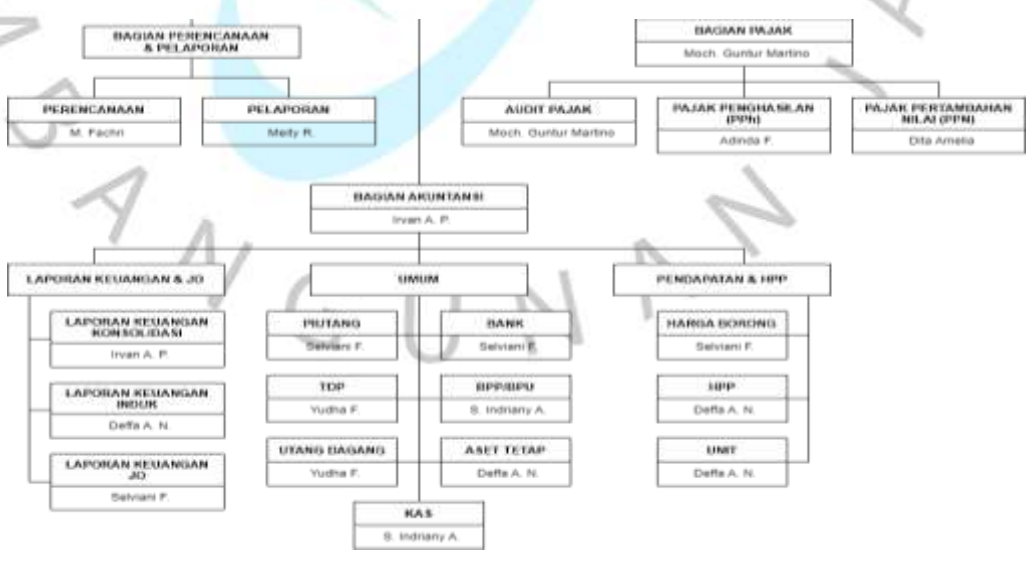 BAGIAN PERENCANAAN
& PELAPORAN
BAGIAN PAJAK
Moch. Guntur Martino
PERENCANAAN
M. Fachri
PELAPORAN
Meity R.
AUDIT PAJAK
Moch. Guntur Martino
PAJAK PENGHASILAN
(PPh)
Adinda F.
PAJAK PERTAMBAHAN
NILAI (PPN)
Dita Amelia
BAGIAN AKUNTANSI
Irvan A. P.
LAPORAN KEUANGAN & JO
UMUM
PENDAPATAN & HPP
LAPORAN KEUANGAN
KONSOLIDASI
Irvan A. P.
LAPORAN KEUANGAN
INDUK
Deffa A. N.
LAPORAN KEUANGAN
JO
Selviani F.
PIUTANG
Selviani F.
BANK
Selviani F.
TDP
Yudha F.
BPP/BPU
S. Indriany A.
UTANG DAGANG
Yudha F.
ASET TETAP
Deffa A. N.
KAS
S. Indriany A.
HARGA BORONG
Selviani F.
HPP
Deffa A. N.
UNIT
Deffa A. N.